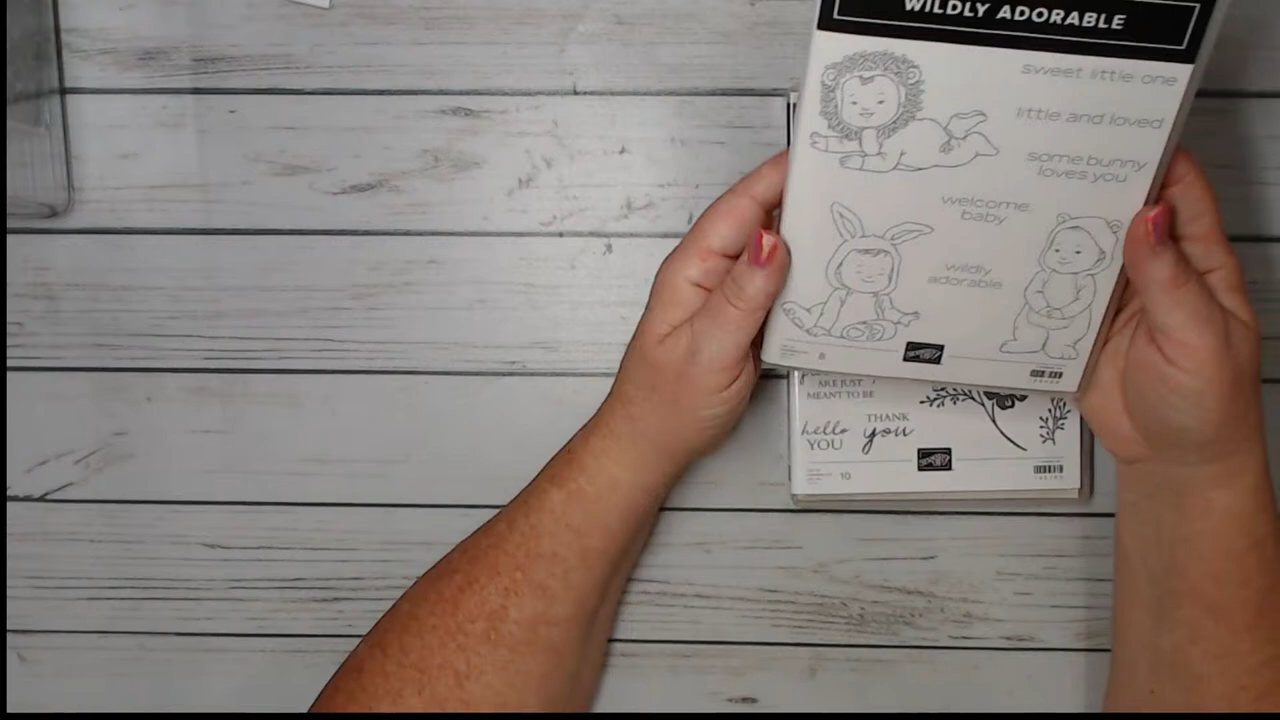 WILDLY ADORABLE
sweet little one
little and loved
some bunny
loves you
welcome
baby
wildly
adorable
8
ARE JUST
MEANT TO BE
hello
YOU
THANK
you
10